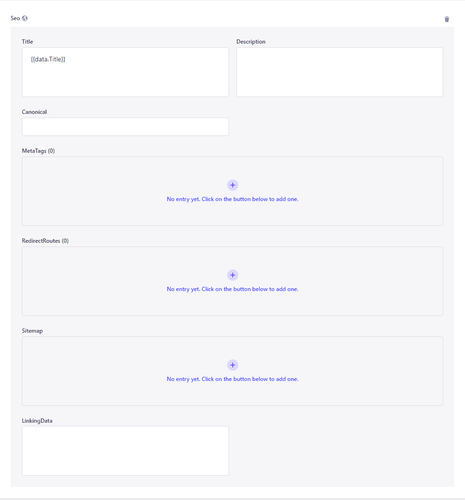 Seo
Title
Description
{{data.Title}}
Canonical
MetaTags (0)
No entry yet. Click on the button below to add one.
RedirectRoutes (0)
No entry yet. Click on the button below to add one.
Sitemap
No entry yet. Click on the button below to add one.
LinkingData